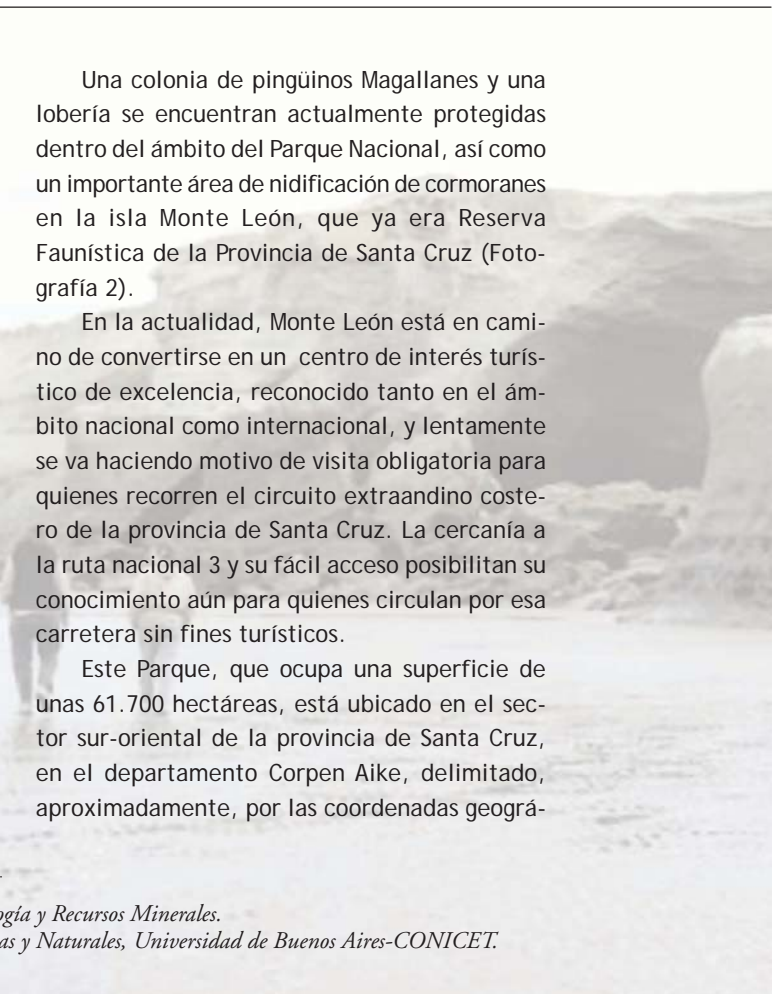 Una colonia de pingüinos Magallanes y una
lobería se encuentran actualmente protegidas
dentro del ámbito del Parque Nacional, así como
un importante área de nidificación de cormoranes
en la isla Monte León, que ya era Reserva
Faunística de la Provincia de Santa Cruz (Foto-
grafía 2).
En la actualidad, Monte León está en cami-
no de convertirse en un centro de interés turís-
tico de excelencia, reconocido tanto en el ám-
bito nacional como internacional, y lentamente
se va haciendo motivo de visita obligatoria para
quienes recorren el circuito extraandino coste-
ro de la provincia de Santa Cruz. La cercanía a
la ruta nacional 3 y su fácil acceso posibilitan su
conocimiento aún para quienes circulan por esa
carretera sin fines turísticos.
Este Parque, que ocupa una superficie de
unas 61.700 hectáreas, está ubicado en el sec-
tor sur-oriental de la provincia de Santa Cruz,
en el departamento Corpen Aike, delimitado,
aproximadamente, por las coordenadas geográ-
ogía y Recursos Minerales.
as y Naturales, Universidad de Buenos Aires-CONICET.